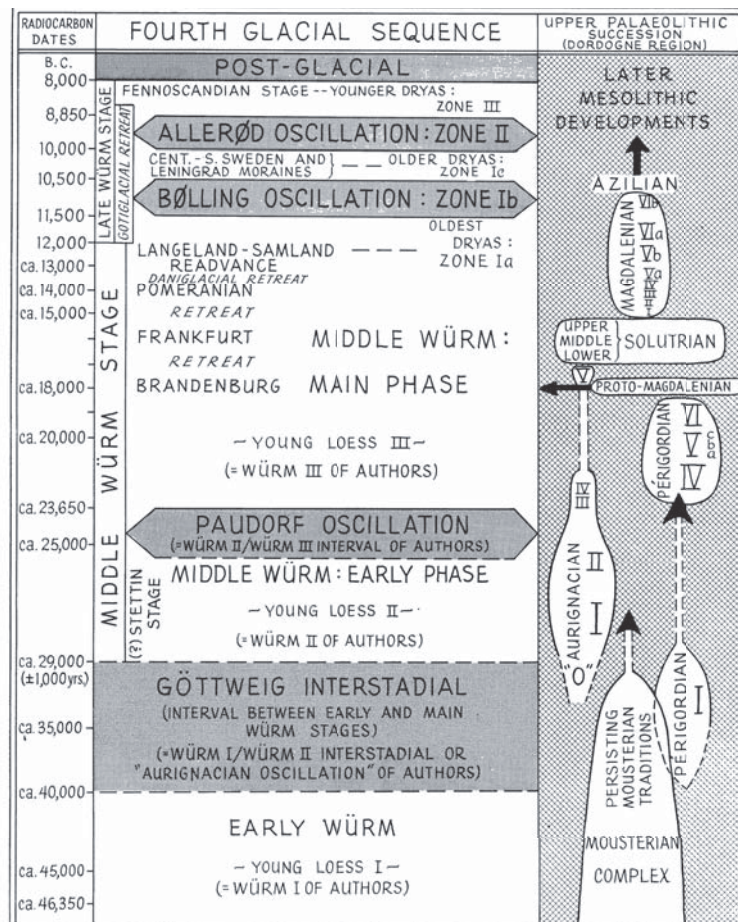 RADIOCARBON
DATES
FOURTH GLACIAL SEQUENCE
UPPER PALAEOLITHIC
SUCCESSION
(DORDOGNE REGION)
B.C.
8,000
8,850
10,000
10,500
11,500
12,000
ca.13,000
ca.14,000
ca.15,000
ca.18,000
ca.20,000
ca.23,650
ca.25,000
ca.29,000
(±1,000 yrs.)
ca.35,000
ca.40,000
ca.45,000
ca.46,350
LATE WÜRM STAGE
GOTIGLACIAL RETREAT
MIDDLE WÜRM STAGE
(?) STETTIN
STAGE
POST-GLACIAL
FENNOSCANDIAN STAGE -- YOUNGER DRYAS:
ZONE III
ALLERØD OSCILLATION: ZONE II
CENT.-S. SWEDEN AND } — — OLDER DRYAS:
LENINGRAD MORAINES ZONE Ic
BØLLING OSCILLATION: ZONE Ib
OLDEST
LANGELAND-SAMLAND — — — DRYAS:
READVANCE ZONE Ia
DANIGLACIAL RETREAT
POMERANIAN
RETREAT
FRANKFURT MIDDLE WÜRM:
RETREAT
BRANDENBURG MAIN PHASE
~YOUNG LOESS III~
(=WÜRM III OF AUTHORS)
PAUDORF OSCILLATION
(=WÜRM II/WÜRM III INTERVAL OF AUTHORS)
MIDDLE WÜRM: EARLY PHASE
~YOUNG LOESS II~
(=WÜRM II OF AUTHORS)
GÖTTWEIG INTERSTADIAL
(INTERVAL BETWEEN EARLY AND MAIN
WÜRM STAGES)
(=WÜRM I/WÜRM II INTERSTADIAL OR
"AURIGNACIAN OSCILLATION" OF AUTHORS)
EARLY WÜRM
~YOUNG LOESS I~
(=WÜRM I OF AUTHORS)
LATER
MESOLITHIC
DEVELOPMENTS
AZILIAN
MAGDALENIAN
VIb
VIa
Vb
Va
IV
III
II
I
UPPER
MIDDLE } SOLUTRIAN
LOWER
V
PROTO-MAGDALENIAN
PÉRIGORDIAN
VI
V c b a
IV
AURIGNACIAN
IV
III
II
I
"O"
PÉRIGORDIAN I
PERSISTING
MOUSTERIAN
TRADITIONS
MOUSTERIAN
COMPLEX